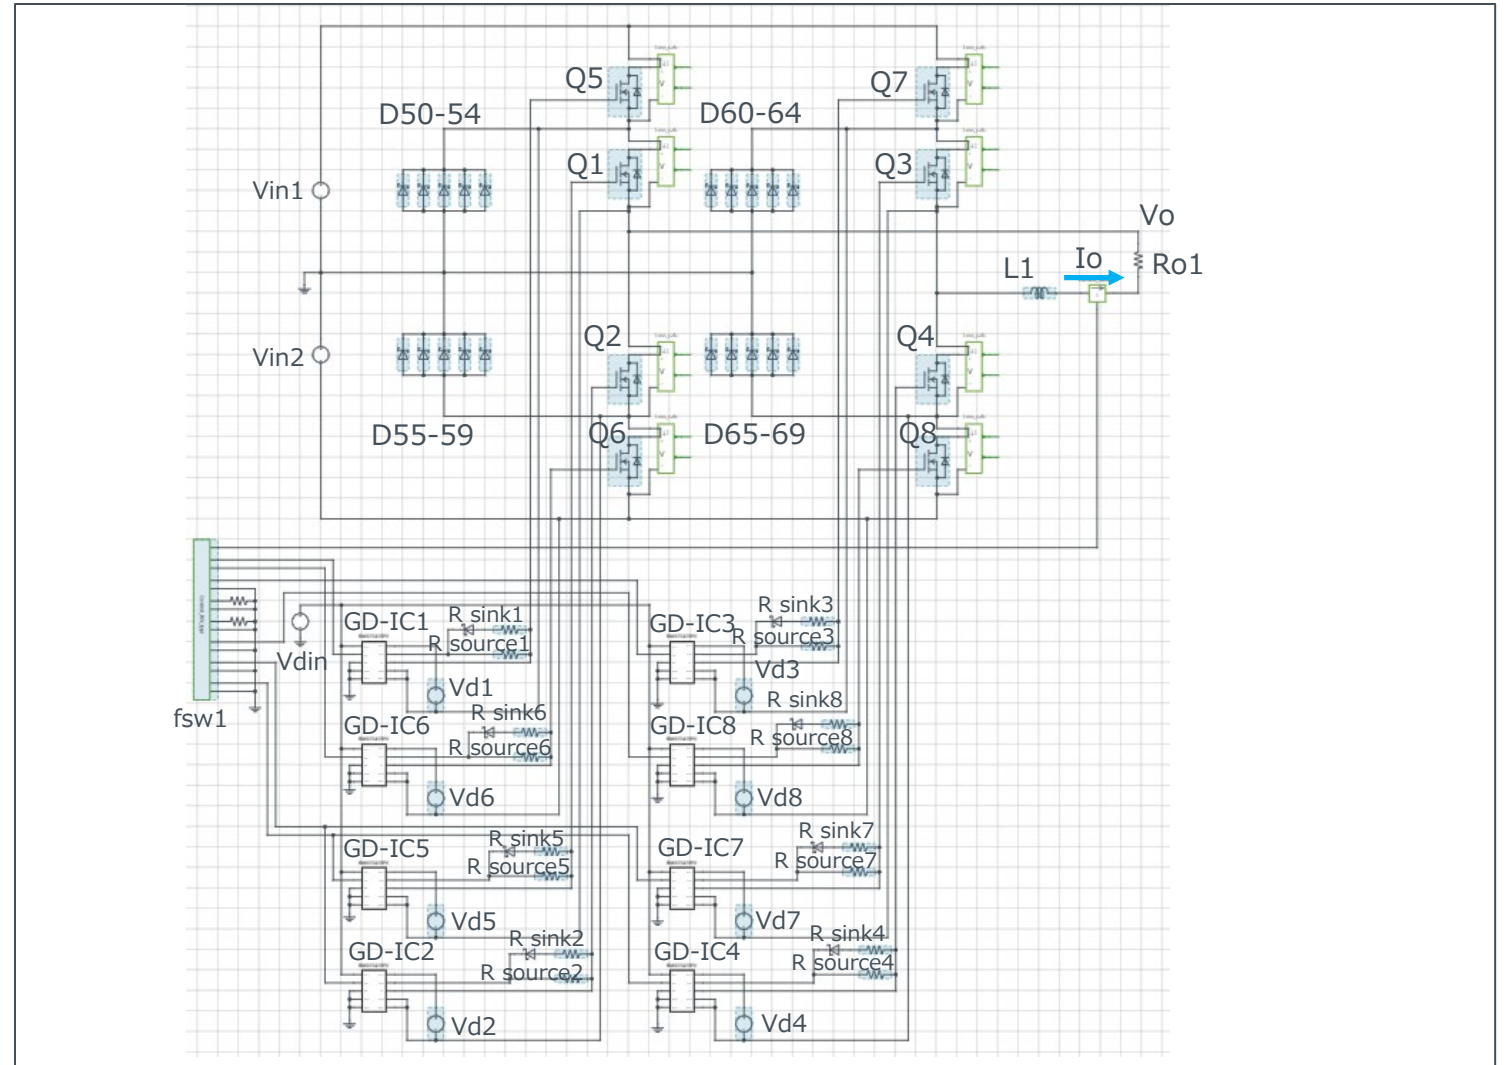 Q5
Q7
D50-54
D60-64
Q1
Q3
Vin1
Vo
Io
L1
Ro1
Q2
Q4
Vin2
D55-59
Q6
D65-69
Q8
GD-IC1
R sink1
R source1
GD-IC3
R sink3
R source3
Vdin
Vd1
Vd3
fsw1
R sink6
R sink8
GD-IC6
R source6
GD-IC8
R source8
Vd6
Vd8
GD-IC5
R sink5
R source5
GD-IC7
R sink7
R source7
Vd5
Vd7
GD-IC2
R sink2
R source2
GD-IC4
R sink4
R source4
Vd2
Vd4